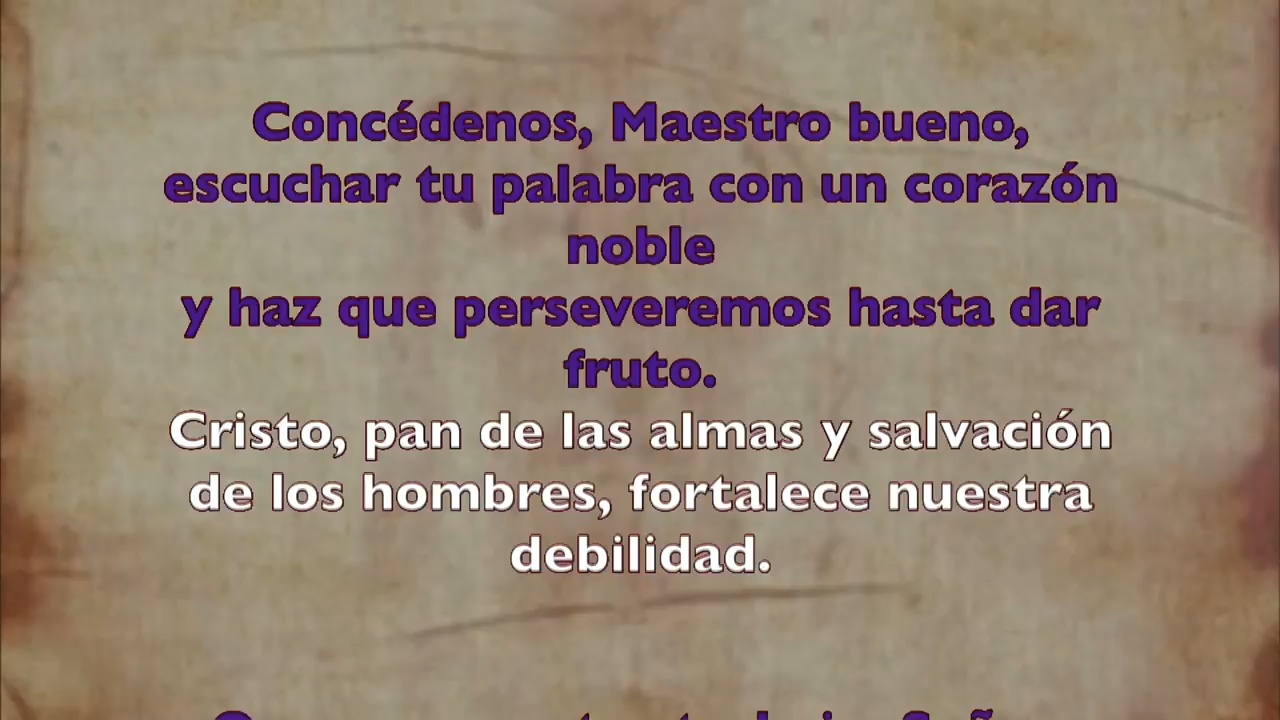 Concédenos, Maestro bueno,
escuchar tu palabra con un corazón
noble
y haz que perseveremos hasta dar
fruto.
Cristo, pan de las almas y salvación
de los hombres, fortalece nuestra
debilidad.